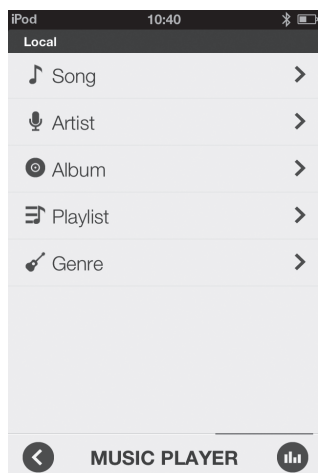 iPod 10:40
Local
Song
Artist
Album
Playlist
Genre
MUSIC PLAYER